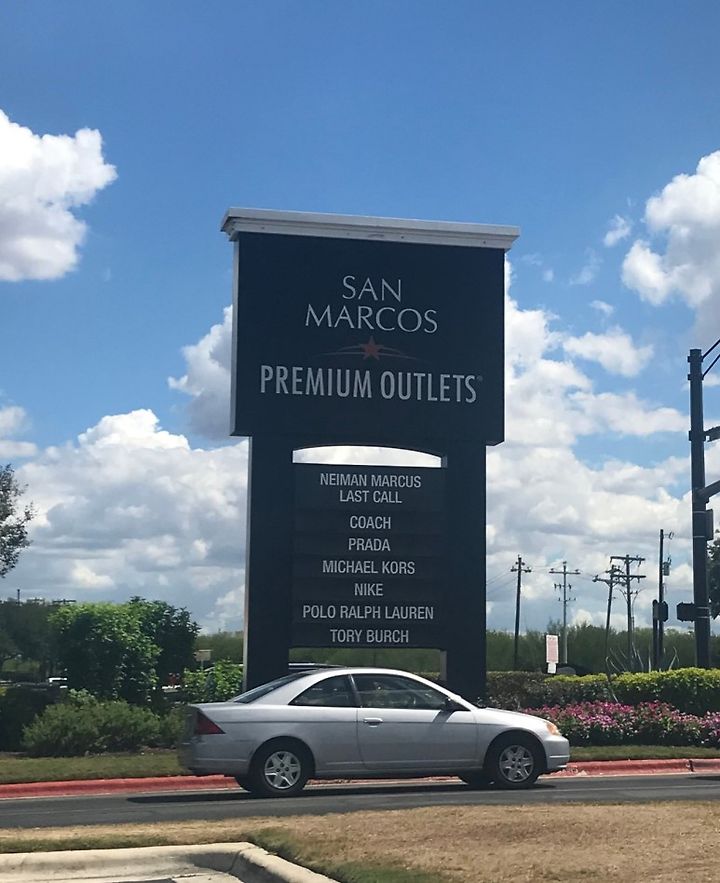 SAN
MARCOS
PREMIUM OUTLETS®
NEIMAN MARCUS
LAST CALL
COACH
PRADA
MICHAEL KORS
NIKE
POLO RALPH LAUREN
TORY BURCH